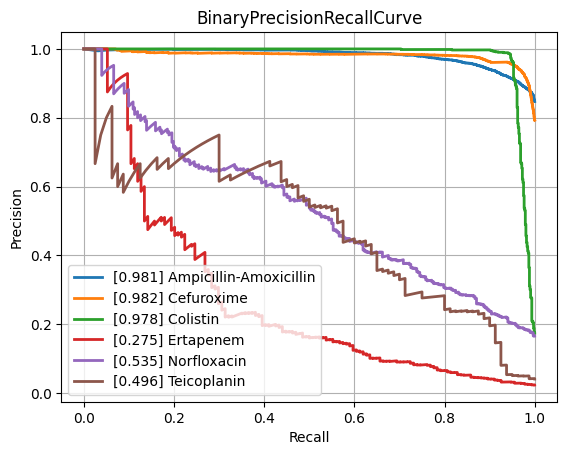 BinaryPrecisionRecallCurve
1.0
0.8
0.6
0.4
0.2
0.0
Precision
[0.981] Ampicillin-Amoxicillin
[0.982] Cefuroxime
[0.978] Colistin
[0.275] Ertapenem
[0.535] Norfloxacin
[0.496] Teicoplanin
0.0 0.2 0.4 0.6 0.8 1.0
Recall